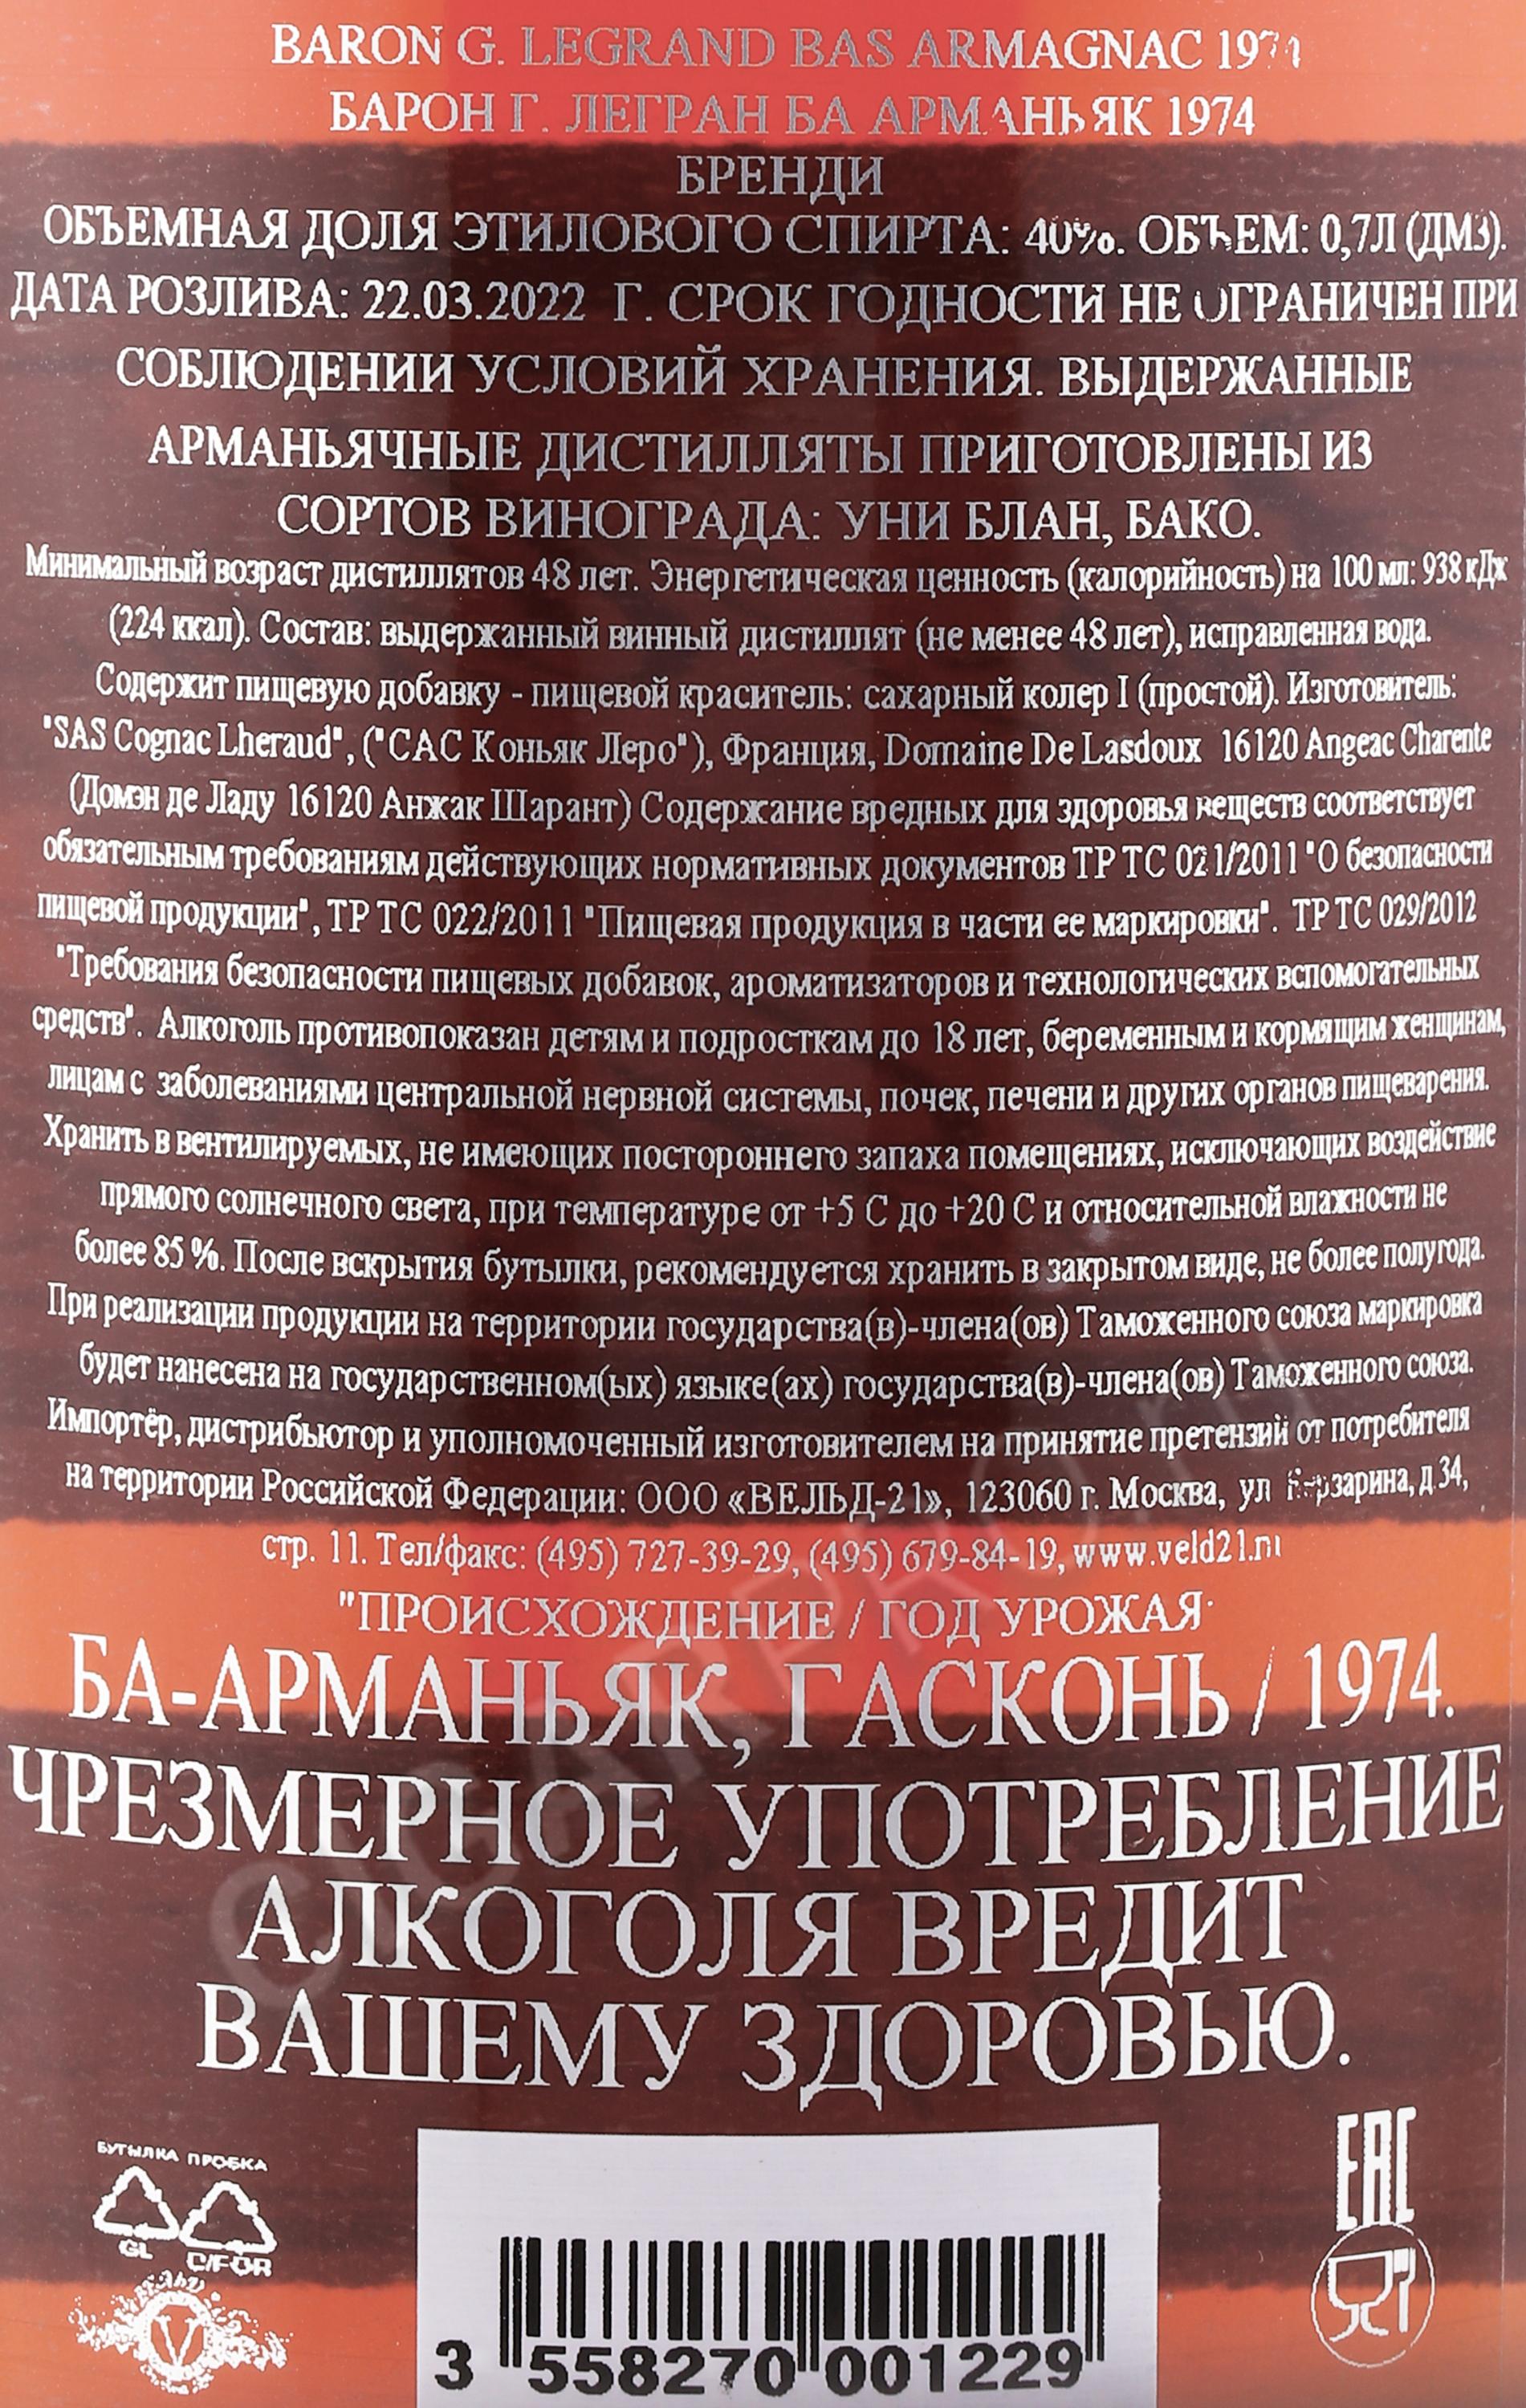 BARON G. LEGRAND BAS ARMAGNAC 1974
БАРОН Г. ЛЕГРАН БА АРМАНЬЯК 1974
БРЕНДИ
ОБЪЕМНАЯ ДОЛЯ ЭТИЛОВОГО СПИРТА: 40%. ОБЪЕМ: 0,7Л (ДМ3).
ДАТА РОЗЛИВА: 22.03.2022 Г. СРОК ГОДНОСТИ НЕ ОГРАНИЧЕН ПРИ
СОБЛЮДЕНИИ УСЛОВИЙ ХРАНЕНИЯ. ВЫДЕРЖАННЫЕ
АРМАНЬЯЧНЫЕ ДИСТИЛЛЯТЫ ПРИГОТОВЛЕНЫ ИЗ
СОРТОВ ВИНОГРАДА: УНИ БЛАН, БАКО.
Минимальный возраст дистиллятов 48 лет. Энергетическая ценность (калорийность) на 100 мл: 938 кДж
(224 ккал). Состав: выдержанный винный дистиллят (не менее 48 лет), исправленная вода.
Содержит пищевую добавку - пищевой краситель: сахарный колер I (простой). Изготовитель:
"SAS Cognac Lheraud", ("САС Коньяк Леро"), Франция, Domaine De Lasdoux 16120 Angeac Charente
(Домэн де Ладу 16120 Анжак Шарант) Содержание вредных для здоровья веществ соответствует
обязательным требованиям действующих нормативных документов ТР ТС 021/2011 "О безопасности
пищевой продукции", ТР ТС 022/2011 "Пищевая продукция в части ее маркировки". ТР ТС 029/2012
"Требования безопасности пищевых добавок, ароматизаторов и технологических вспомогательных
средств". Алкоголь противопоказан детям и подросткам до 18 лет, беременным и кормящим женщинам,
лицам с заболеваниями центральной нервной системы, почек, печени и других органов пищеварения.
Хранить в вентилируемых, не имеющих постороннего запаха помещениях, исключающих воздействие
прямого солнечного света, при температуре от +5 С до +20 С и относительной влажности не
более 85 %. После вскрытия бутылки, рекомендуется хранить в закрытом виде, не более полугода.
При реализации продукции на территории государства(в)-члена(ов) Таможенного союза маркировка
будет нанесена на государственном(ых) языке(ах) государства(в)-члена(ов) Таможенного союза.
Импортёр, дистрибьютор и уполномоченный изготовителем на принятие претензий от потребителя
на территории Российской Федерации: ООО «ВЕЛЬД-21», 123060 г. Москва, ул Берзарина, д.34,
стр. 11. Тел/факс: (495) 727-39-29, (495) 679-84-19, www.veld21.ru
"ПРОИСХОЖДЕНИЕ / ГОД УРОЖАЯ"
БА-АРМАНЬЯК, ГАСКОНЬ / 1974.
ЧРЕЗМЕРНОЕ УПОТРЕБЛЕНИЕ
АЛКОГОЛЯ ВРЕДИТ
ВАШЕМУ ЗДОРОВЬЮ.
БУТЫЛКА ПРОБКА
GL C/FOR
EAC
V
3 558270 001229
CIGARPRO.ru